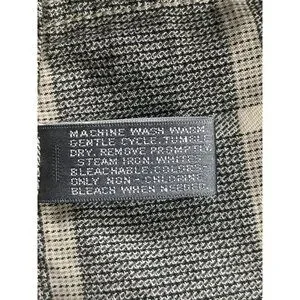 MACHINE WASH WARM
GENTLE CYCLE. TUMBLE
DRY. REMOVE PROMPTLY
STEAM IRON. WHITES
BLEACHABLE. COLORS
ONLY NON-CHLORINE
BLEACH WHEN NEEDED.